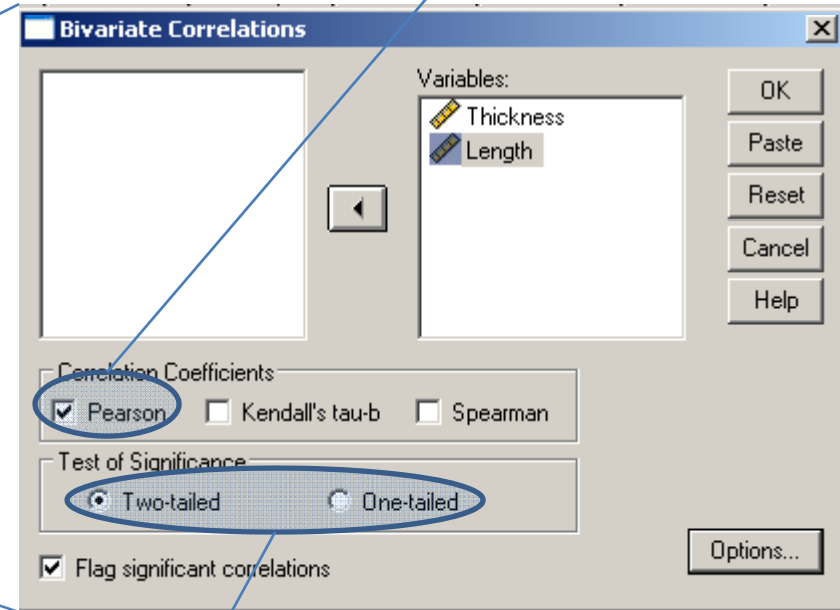 Bivariate Correlations
Variables:
Thickness
Length
OK
Paste
Reset
Cancel
Help
Correlation Coefficients
Pearson Kendall's tau-b Spearman
Test of Significance
Two-tailed One-tailed
Flag significant correlations
Options...